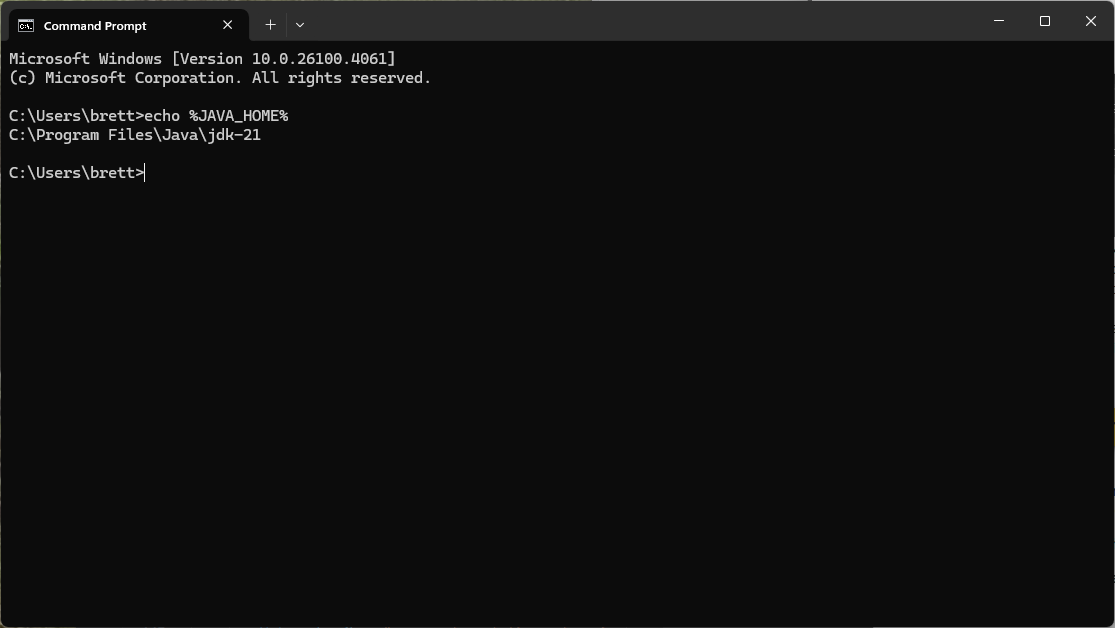 Command Prompt
Microsoft Windows [Version 10.0.26100.4061]
(c) Microsoft Corporation. All rights reserved.
C:\Users\brett>echo %JAVA_HOME%
C:\Program Files\Java\jdk-21
C:\Users\brett>